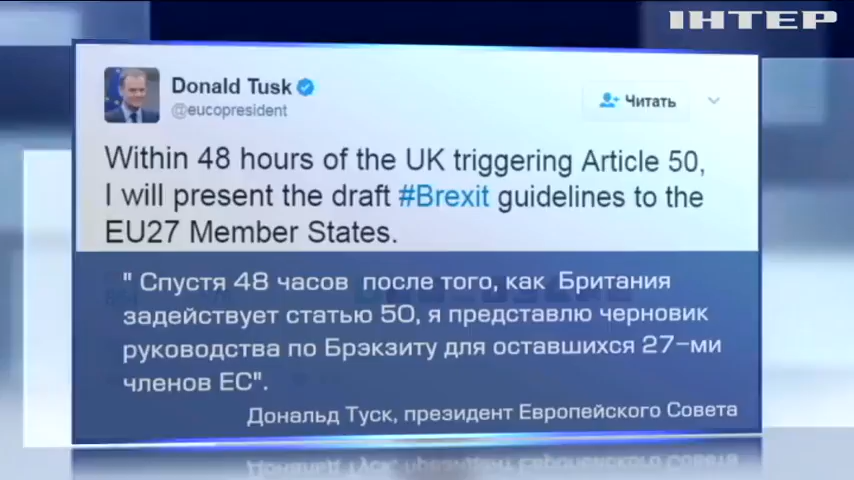 ІНТЕР
Donald Tusk
@eucopresident
Читать
Within 48 hours of the UK triggering Article 50,
I will present the draft #Brexit guidelines to the
EU27 Member States.
" Спустя 48 часов после того, как Британия
задействует статью 50, я представлю черновик
руководства по Брэкзиту для оставшихся 27-ми
членов ЕС".
Дональд Туск, президент Европейского Совета